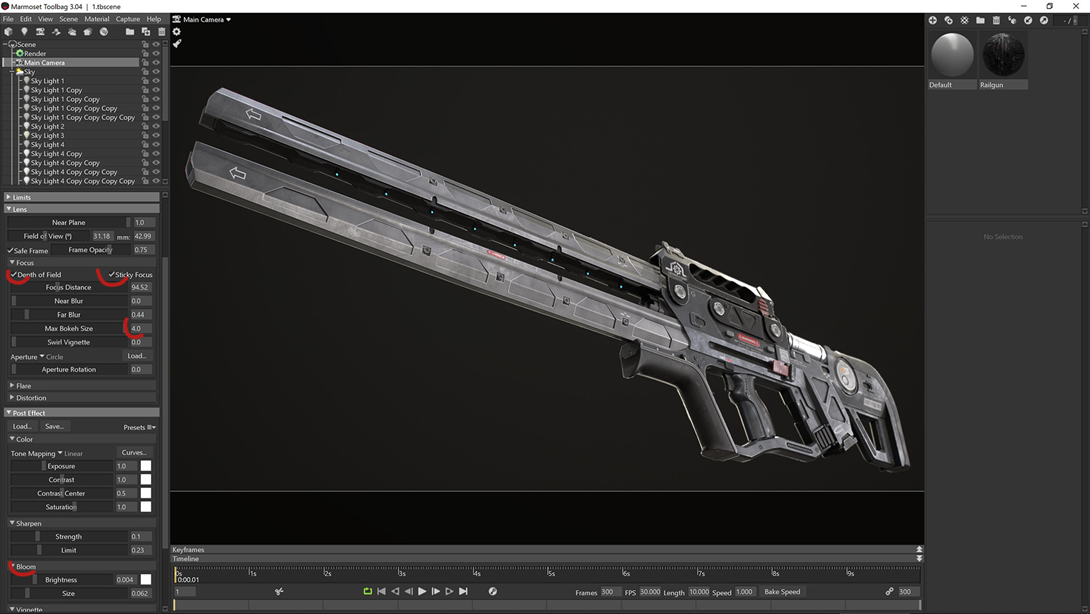 Marmoset Toolbag 3.04 | 1.tbscene
File Edit View Scene Material Capture Help
Main Camera
- / -
Scene
Render
Main Camera
Sky
Sky Light 1
Sky Light 1 Copy
Sky Light 1 Copy Copy
Sky Light 1 Copy Copy Copy
Sky Light 1 Copy Copy Copy Copy
Sky Light 2
Sky Light 3
Sky Light 4
Sky Light 4 Copy
Sky Light 4 Copy Copy
Sky Light 4 Copy Copy Copy
Sky Light 4 Copy Copy Copy Copy
Default Railgun
Limits
Lens
Near Plane 1.0
Field of View (°) 31.18 mm: 42.99
Safe Frame Frame Opacity 0.75
Focus
Depth of Field Sticky Focus
Focus Distance 94.52
Near Blur 0.0
Far Blur 0.44
Max Bokeh Size 4.0
Swirl Vignette 0.0
Aperture Circle Load...
Aperture Rotation 0.0
Flare
Distortion
Post Effect
Load... Save... Presets
Color
Tone Mapping Linear Curves...
Exposure 1.0
Contrast 1.0
Contrast Center 0.5
Saturation 1.0
Sharpen
Strength 0.1
Limit 0.23
Bloom
Brightness 0.004
Size 0.062
Vignette
No Selection
Keyframes
Timeline
0s 1s 2s 3s 4s 5s 6s 7s 8s 9s
0:00.01
1 Frames 300 FPS 30.000 Length 10.000 Speed 1.000 Bake Speed 300